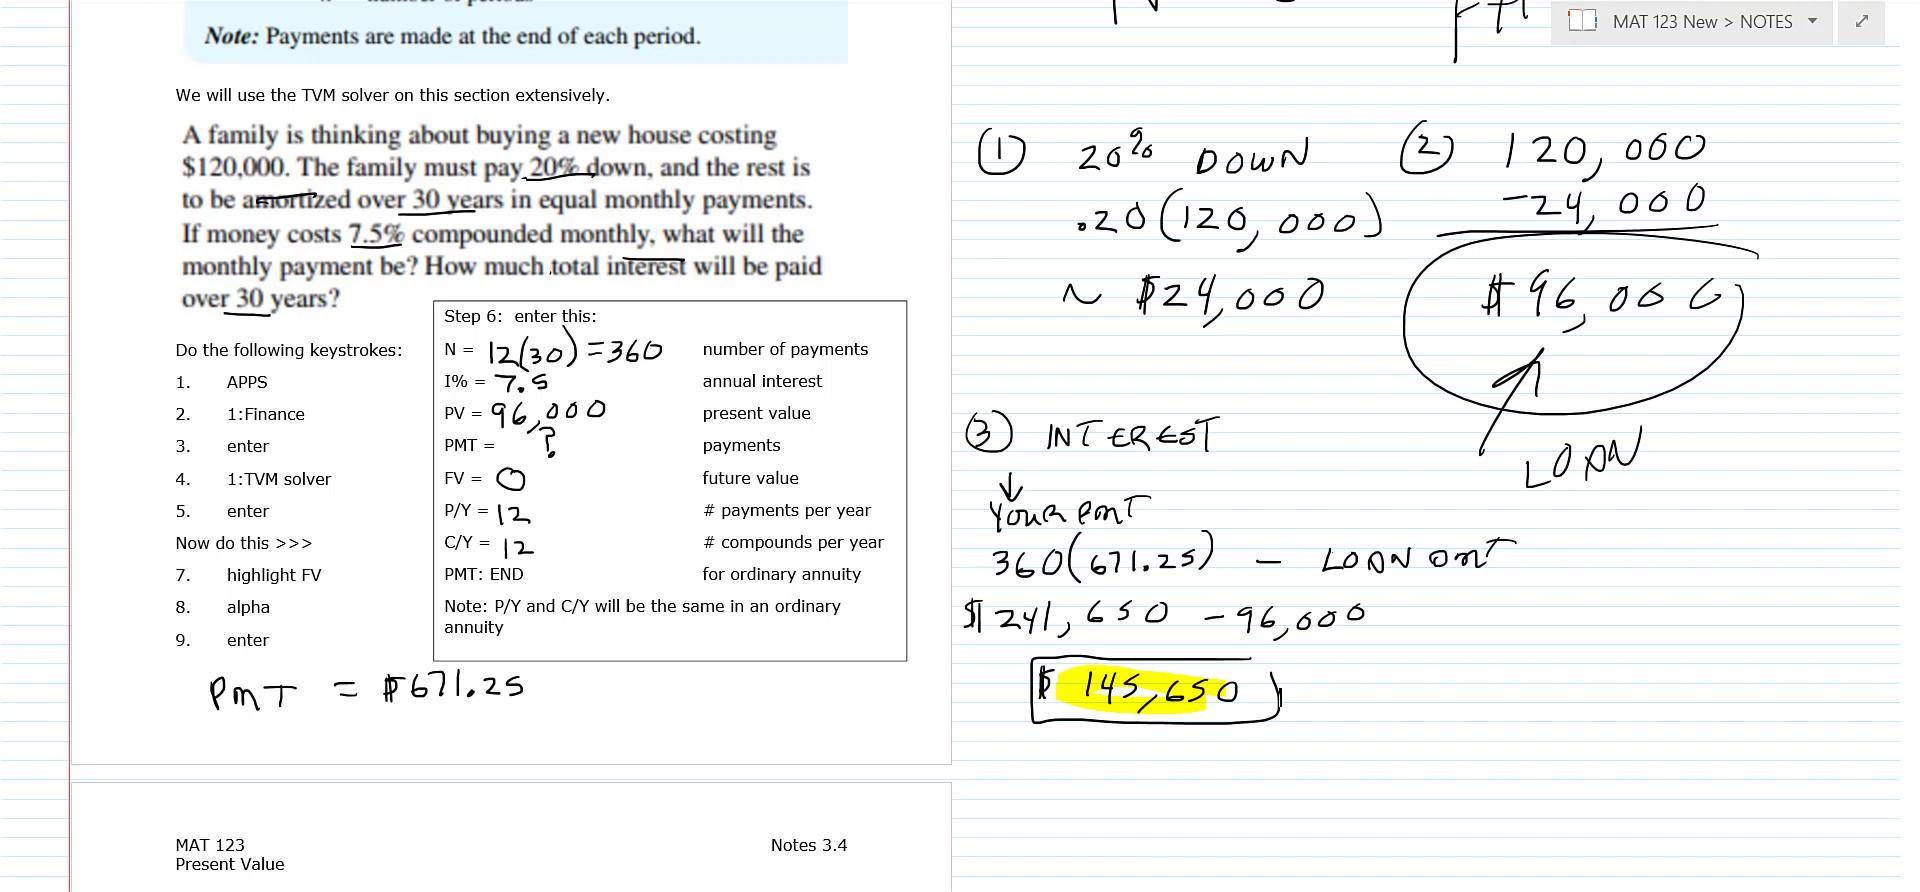 Note: Payments are made at the end of each period.
We will use the TVM solver on this section extensively.
A family is thinking about buying a new house costing
$120,000. The family must pay 20% down, and the rest is
to be amortized over 30 years in equal monthly payments.
If money costs 7.5% compounded monthly, what will the
monthly payment be? How much total interest will be paid
over 30 years?
Do the following keystrokes:
1. APPS
2. 1:Finance
3. enter
4. 1:TVM solver
5. enter
Now do this >>>
7. highlight FV
8. alpha
9. enter
Step 6: enter this:
N = 12(30) = 360 number of payments
I% = 7.5 annual interest
PV = 96,000 present value
PMT = ? payments
FV = 0 future value
P/Y = 12 # payments per year
C/Y = 12 # compounds per year
PMT: END for ordinary annuity
Note: P/Y and C/Y will be the same in an ordinary
annuity
PMT = $671.25
MAT 123 Notes 3.4
Present Value
MAT 123 New > NOTES
(1) 20% DOWN
.20(120,000)
~ $24,000
(2) 120,000
-24,000
$96,000
LOAN
(3) INTEREST
YOUR PMT
360(671.25) - LOAN AMT
$241,650 - 96,000
$145,650